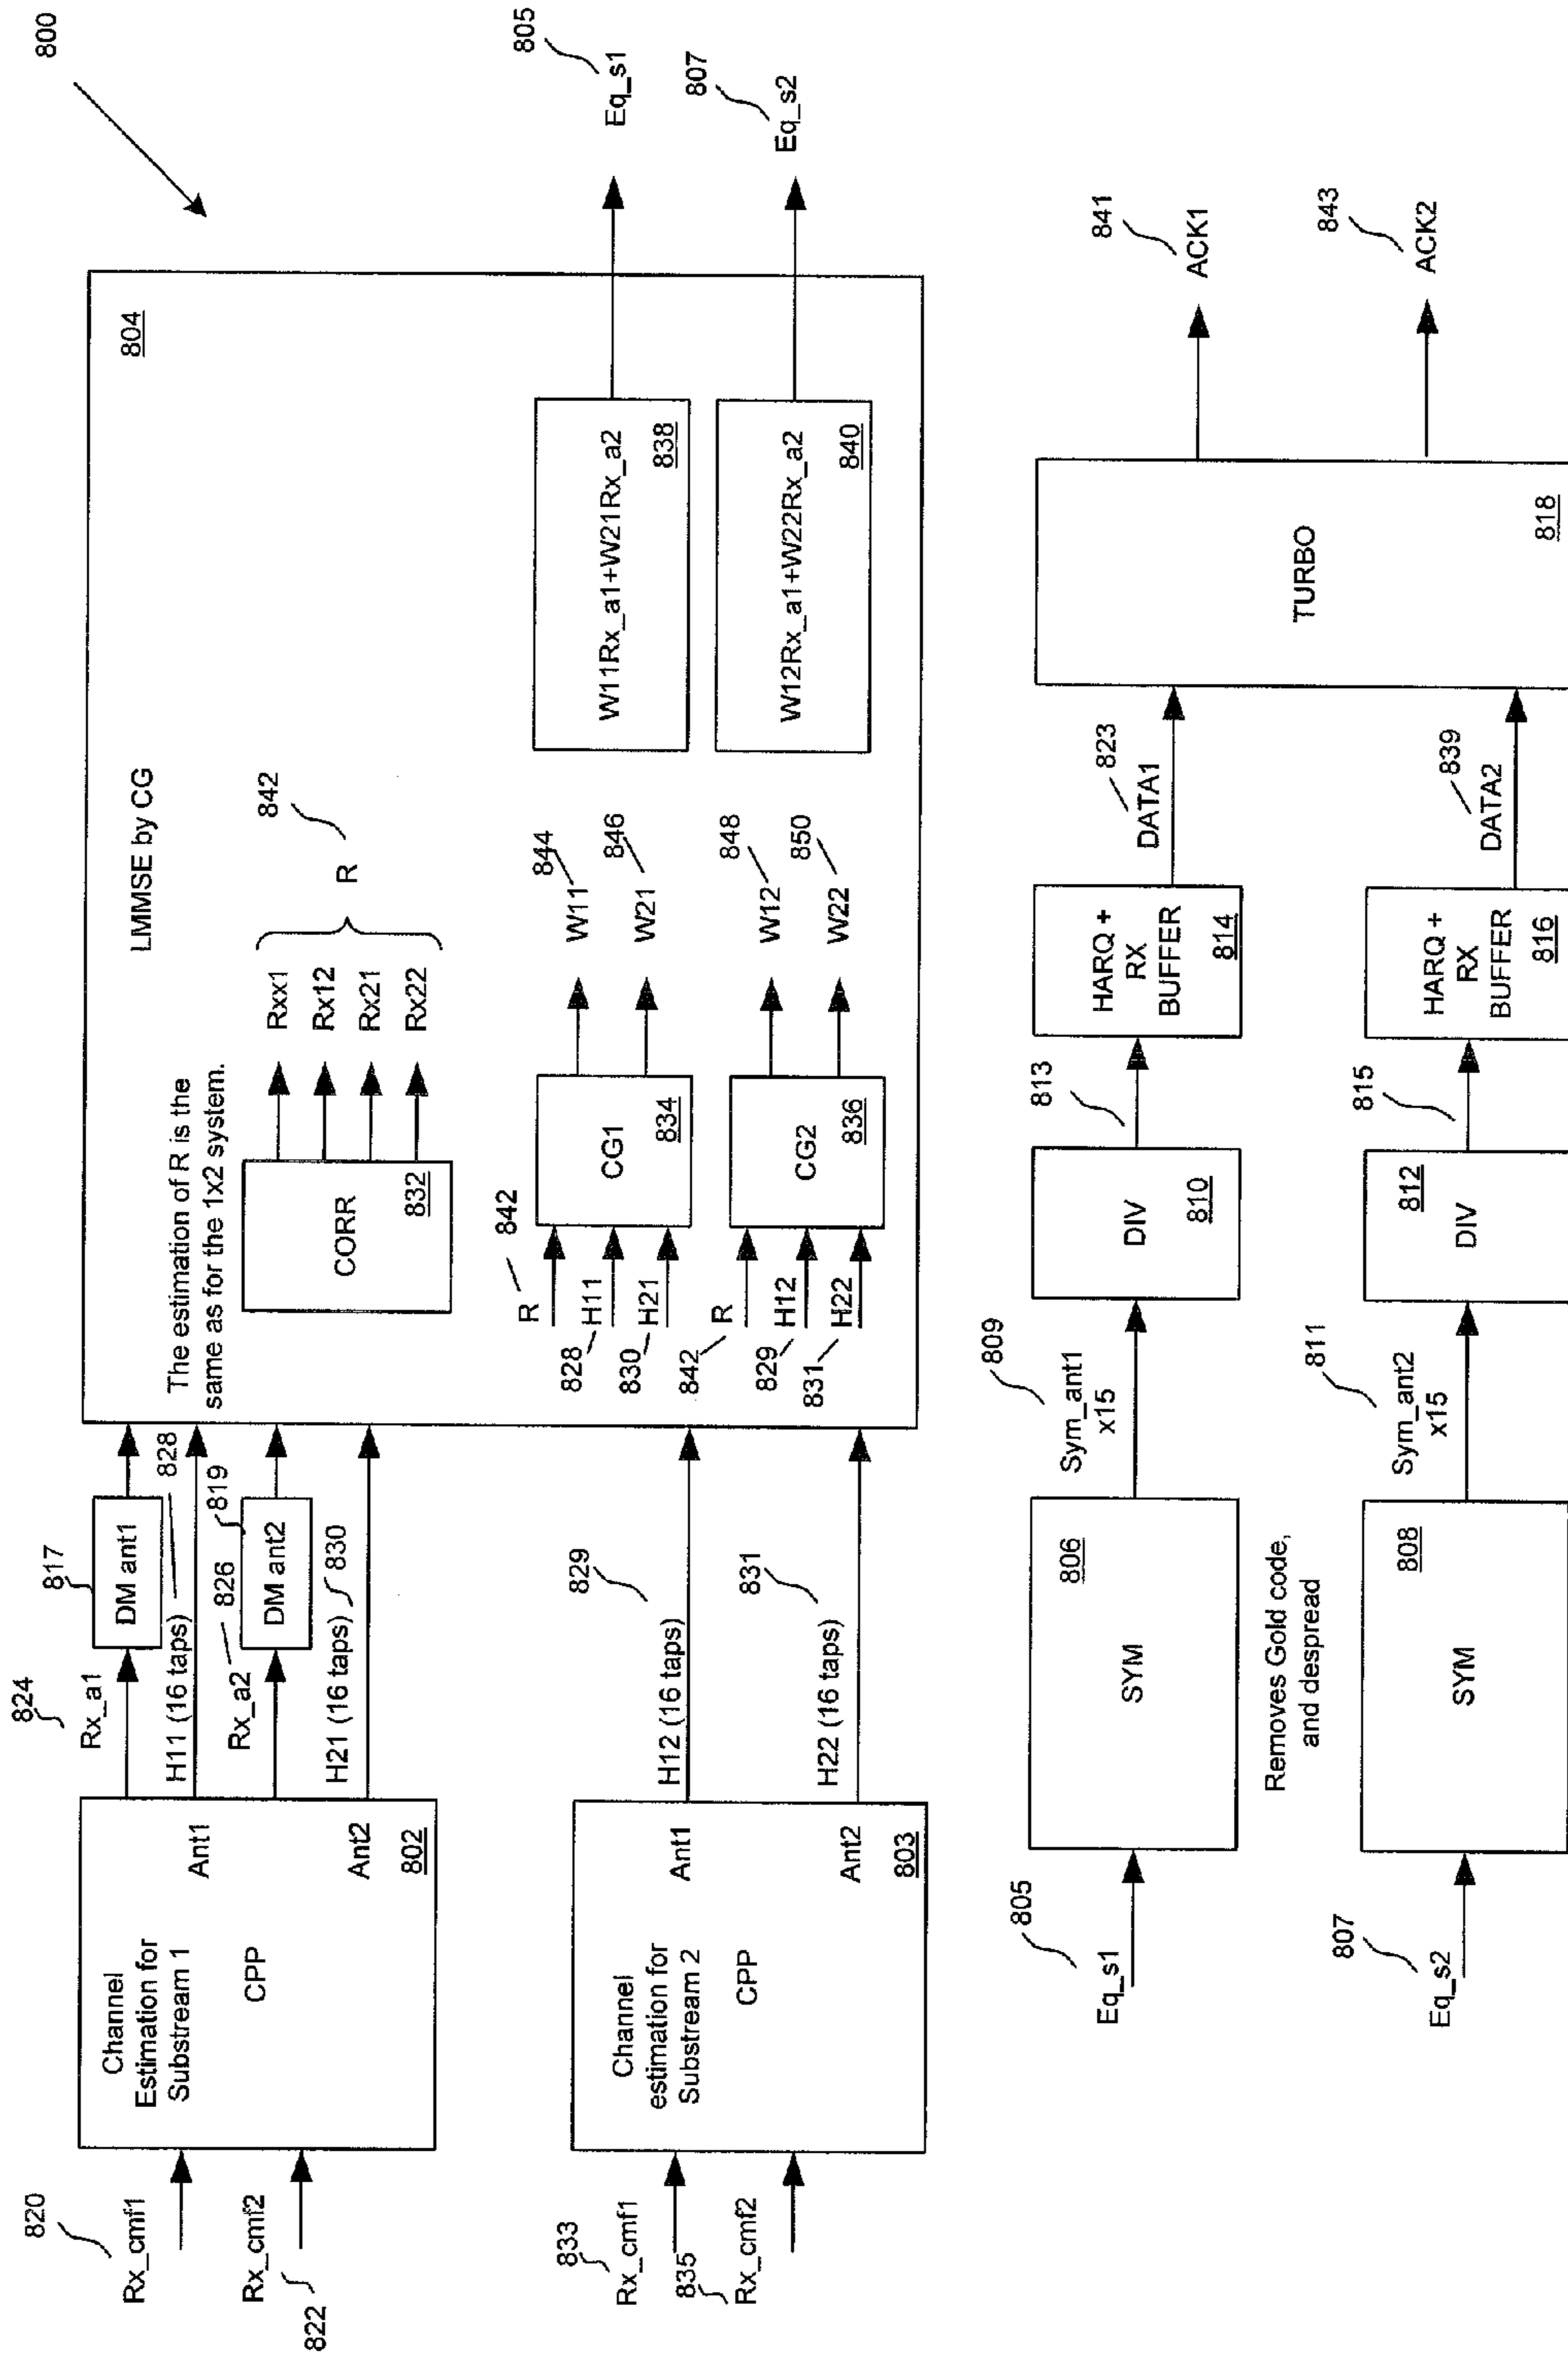 800
820
Rx_cmf1
Rx_cmf2
822
Channel
Estimation for
Substream 1
CPP
Ant1
Ant2
802
824
Rx_a1
817
DM ant1
H11 (16 taps)
828
Rx_a2
826
819
DM ant2
H21 (16 taps)
830
833
Rx_cmf1
835
Rx_cmf2
Channel
estimation for
Substream 2
CPP
Ant1
Ant2
803
829
H12 (16 taps)
831
H22 (16 taps)
LMMSE by CG
804
The estimation of R is the
same as for the 1x2 system.
CORR
832
Rxx1
Rx12
Rx21
Rx22
R
842
842
R
828
H11
830
H21
CG1
834
W11
844
W21
846
842
R
829
H12
831
H22
CG2
836
W12
848
W22
850
W11Rx_a1+W21Rx_a2
838
W12Rx_a1+W22Rx_a2
840
805
Eq_s1
807
Eq_s2
805
Eq_s1
SYM
806
809
Sym_ant1
x15
DIV
810
813
HARQ +
RX
BUFFER
814
823
DATA1
Removes Gold code,
and despread
807
Eq_s2
SYM
808
811
Sym_ant2
x15
DIV
812
815
HARQ +
RX
BUFFER
816
839
DATA2
TURBO
818
841
ACK1
843
ACK2